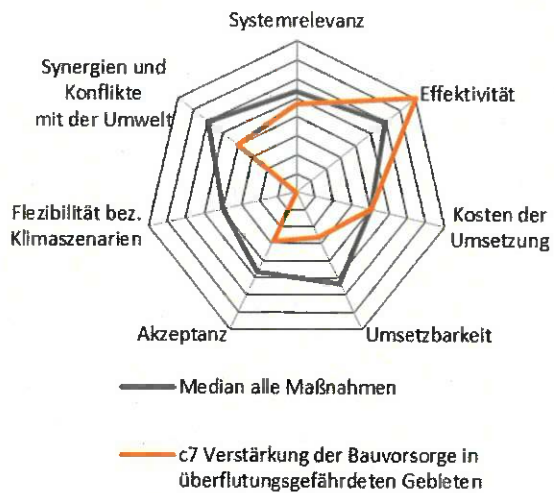 Systemrelevanz
Synergien und
Konflikte
mit der Umwelt
Effektivität
Flezibilität bez.
Klimaszenarien
Kosten der
Umsetzung
Akzeptanz
Umsetzbarkeit
Median alle Maßnahmen
c7 Verstärkung der Bauvorsorge in
überflutungsgefährdeten Gebieten